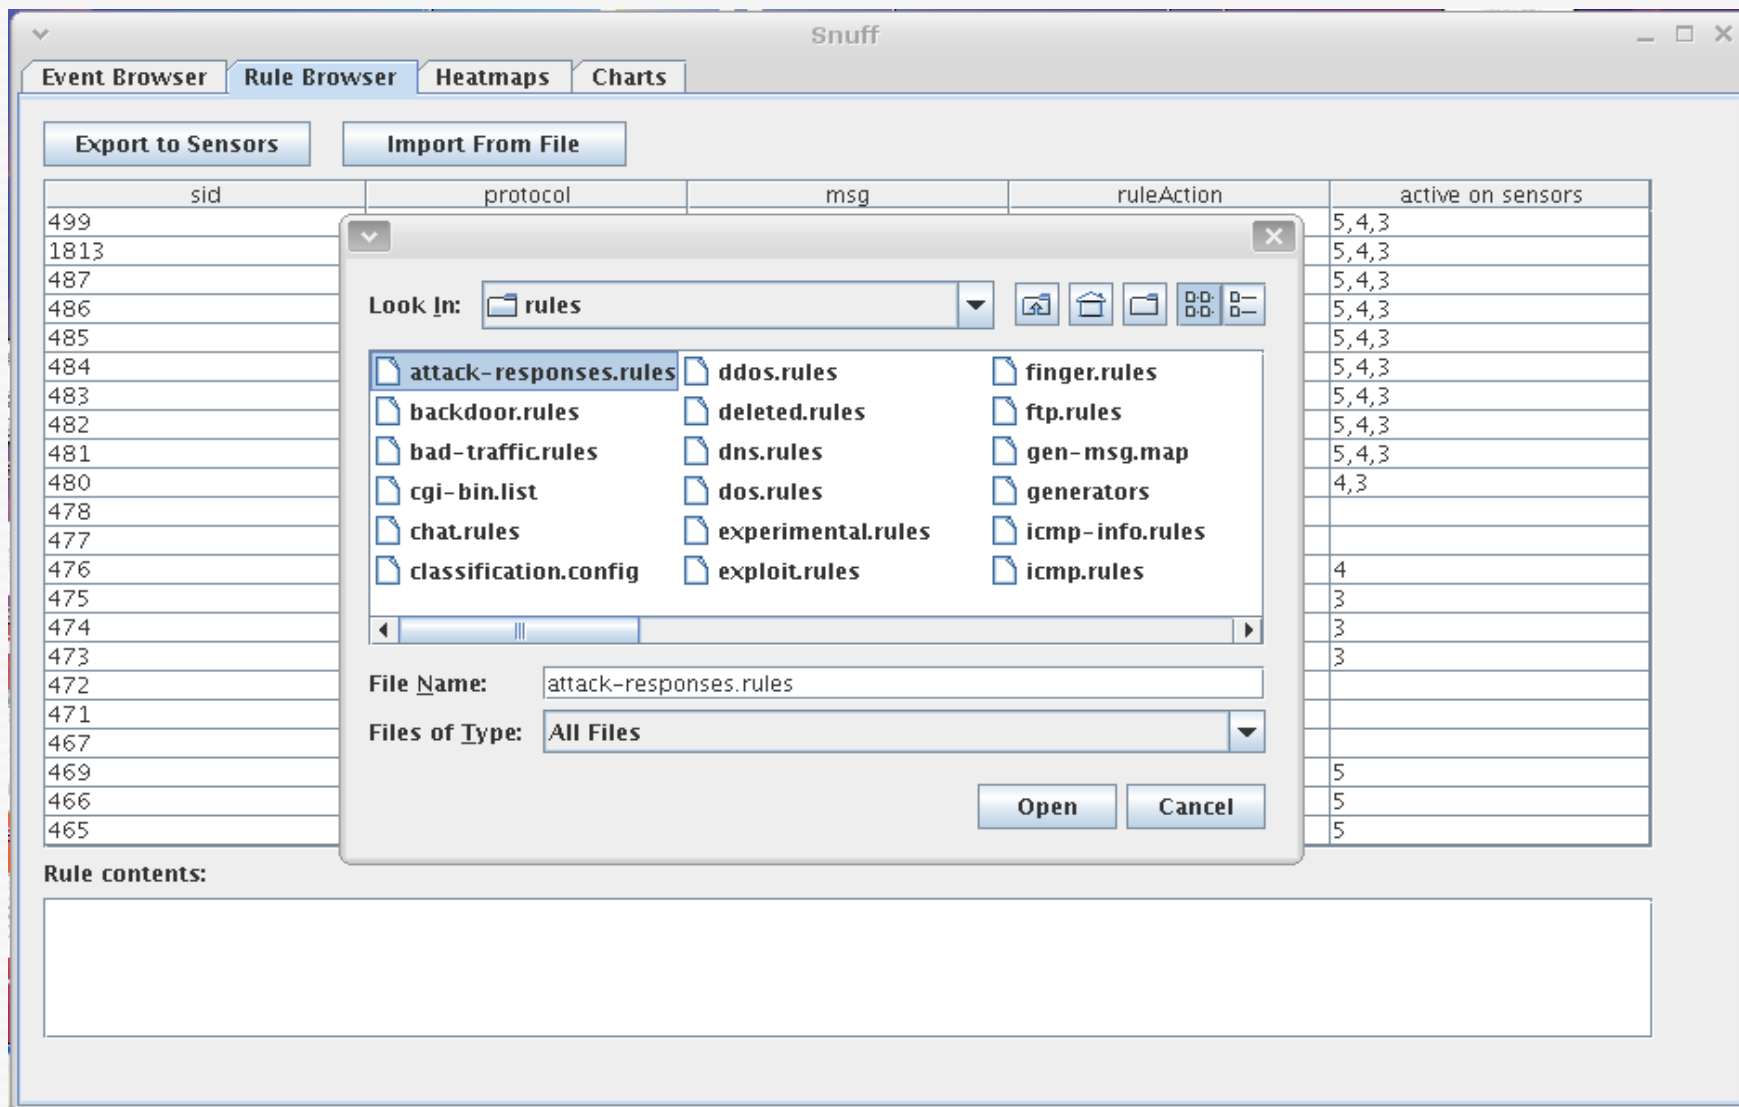 Snuff
Event Browser Rule Browser Heatmaps Charts
Export to Sensors Import From File
sid protocol msg ruleAction active on sensors
499 5,4,3
1813 5,4,3
487 5,4,3
486 5,4,3
485 5,4,3
484 5,4,3
483 5,4,3
482 5,4,3
481 5,4,3
480 4,3
478
477
476 4
475 3
474 3
473 3
472
471
467
469 5
466 5
465 5
Look In: rules
attack-responses.rules ddos.rules finger.rules
backdoor.rules deleted.rules ftp.rules
bad-traffic.rules dns.rules gen-msg.map
cgi-bin.list dos.rules generators
chat.rules experimental.rules icmp-info.rules
classification.config exploit.rules icmp.rules
File Name: attack-responses.rules
Files of Type: All Files
Open Cancel
Rule contents: